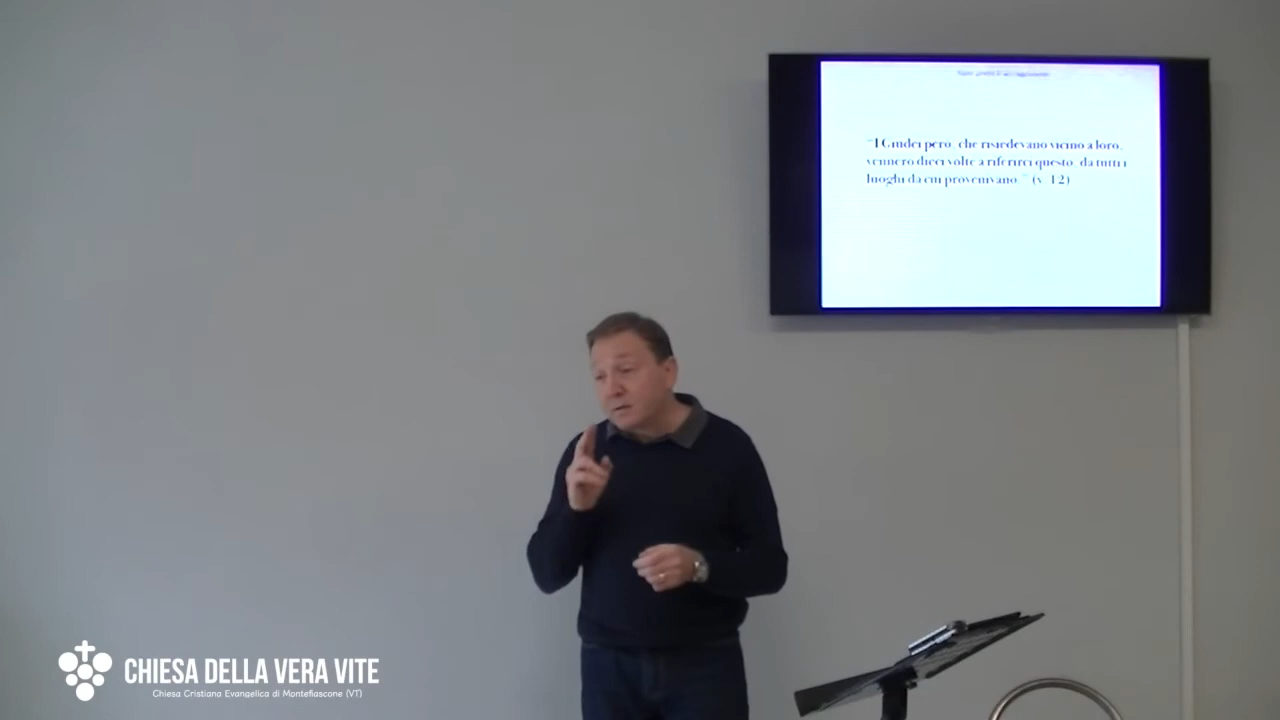 “I Giudei però, che risiedevano vicino a loro,
vennero dieci volte a riferirci questo, da tutti i
luoghi da cui provenivano.” (v. 12)
CHIESA DELLA VERA VITE
Chiesa Cristiana Evangelica di Montefiascone (VT)